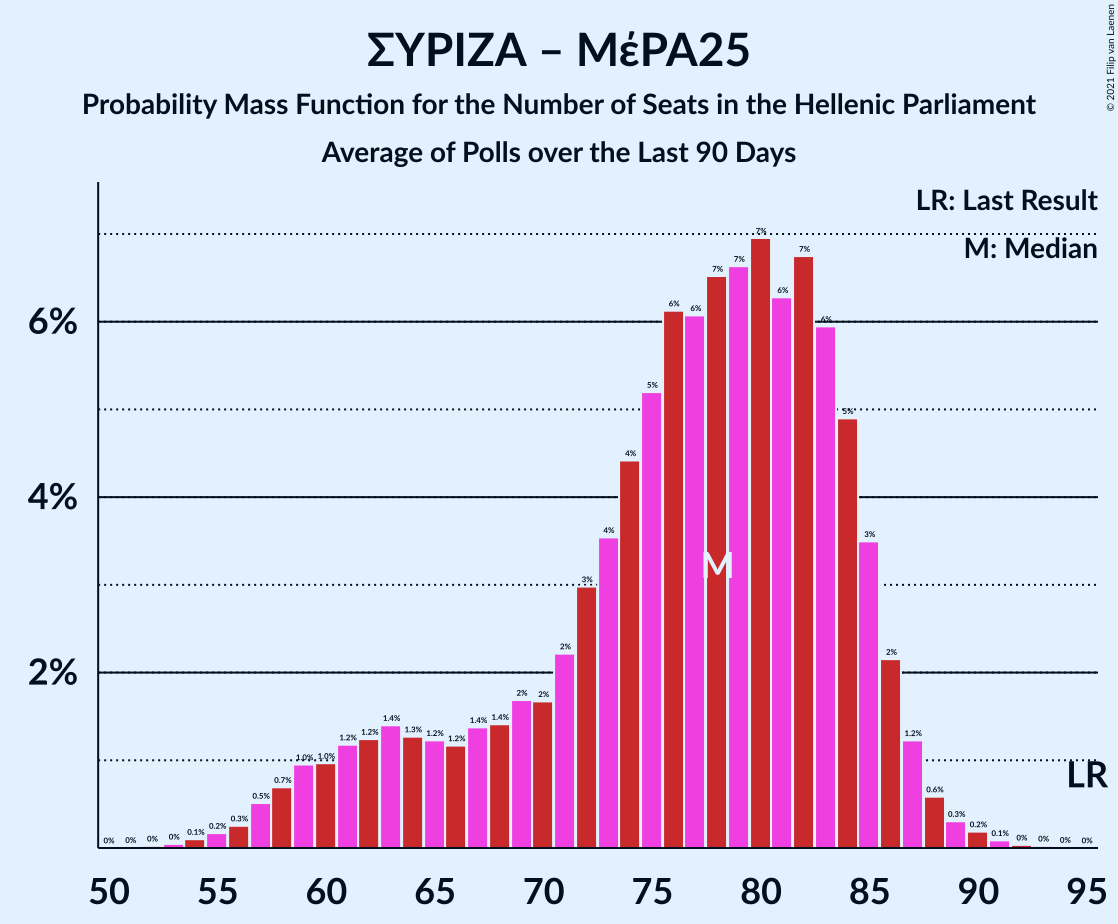 ΣΥΡΙΖΑ – ΜέΡΑ25
Probability Mass Function for the Number of Seats in the Hellenic Parliament
Average of Polls over the Last 90 Days
© 2021 Filip van Laenen
LR: Last Result
M: Median
6%
4%
2%
0% 0% 0% 0% 0.1% 0.2% 0.3% 0.5% 0.7% 1.0% 1.0% 1.2% 1.2% 1.4% 1.3% 1.2% 1.2% 1.4% 1.4% 2% 2% 2% 3% 4% 4% 5% 6% 6% 7% 7% 7% 6% 7% 6% 5% 3% 2% 1.2% 0.6% 0.3% 0.2% 0.1% 0% 0% 0% 0%
M
LR
50 55 60 65 70 75 80 85 90 95